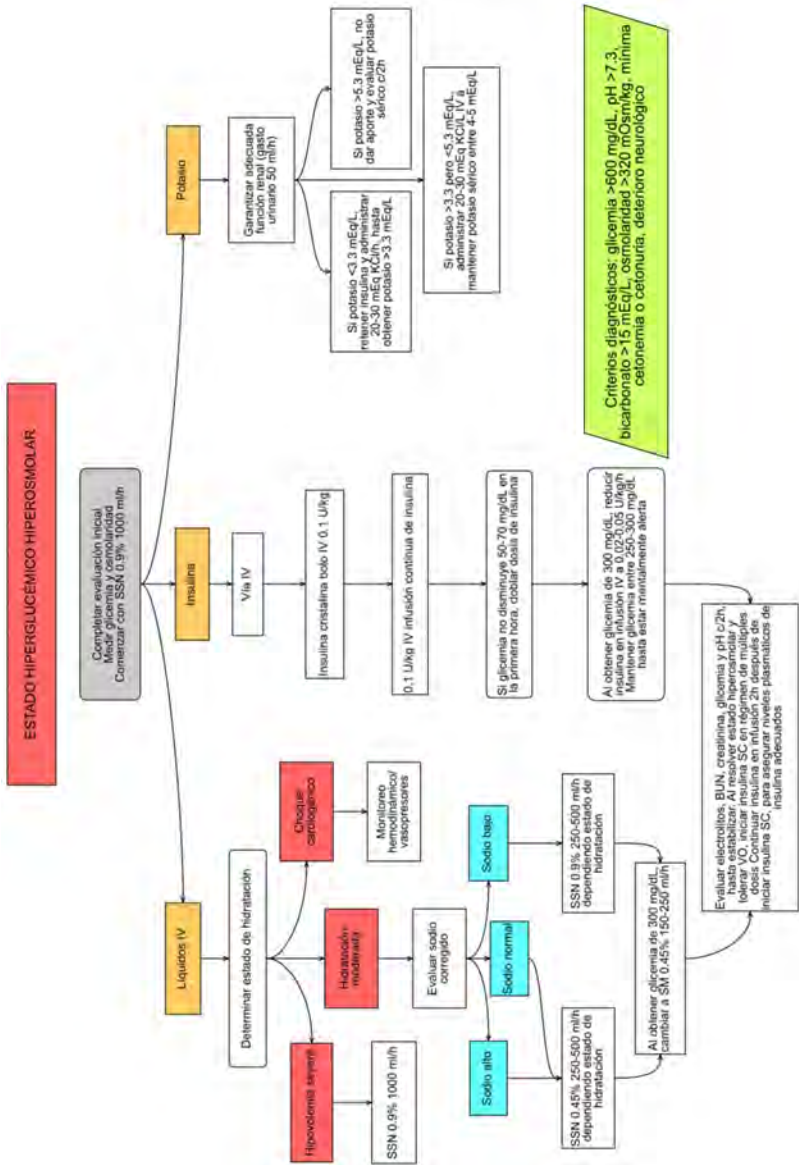 ESTADO HIPERGLUCÉMICO HIPEROSMOLAR
Completar evaluación inicial
Medir glicemia y osmolaridad
Comenzar con SSN 0.9% 1000 ml/h
Líquidos IV
Determinar estado de hidratación
Hipovolemia severa
SSN 0.9% 1000 ml/h
Hidratación
moderada
Choque
cariologénico
Monitoreo
hemodinámico/
vasopresores
Evaluar sodio
corregido
Sodio alto
Sodio normal
Sodio bajo
SSN 0.45% 250-500 ml/h
dependiendo estado de
hidratación
SSN 0.9% 250-500 ml/h
dependiendo estado de
hidratación
Al obtener glicemia de 300 mg/dL,
cambiar a SM 0.45% 150-250 ml/h
Insulina
Vía IV
Insulina cristalina bolo IV 0.1 U/kg
0,1 U/kg IV infusión continua de insulina
Si glicemia no disminuye 50-70 mg/dL en
la primera hora, doblar dosis de insulina
Al obtener glicemia de 300 mg/dL, reducir
insulina en infusión IV a 0.02-0.05 U/kg/h
Mantener glicemia entre 250-300 mg/dL
hasta estar mentalmente alerta
Evaluar electrolitos, BUN, creatinina, glicemia y pH c/2h,
hasta estabilizar. Al resolver estado hiperosmolar y
tolerar VO, iniciar insulina SC en régimen de múltiples
dosis Continuar insulina en infusión 2h después de
iniciar insulina SC, para asegurar niveles plasmáticos de
insulina adecuados
Potasio
Garantizar adecuada
función renal (gasto
urinario 50 ml/h)
Si potasio <3.3 mEq/L,
retener insulina y administrar
20-30 mEq KCl/h, hasta
obtener potasio >3.3 mEq/L
Si potasio >5.3 mEq/L, no
dar aporte y evaluar potasio
sérico c/2h
Si potasio >3.3 pero <5.3 mEq/L,
administrar 20-30 mEq KCl/L IV a
mantener potasio sérico entre 4-5 mEq/L
Criterios diagnósticos: glicemia >600 mg/dL, pH >7.3,
bicarbonato >15 mEq/L, osmolaridad >320 mOsm/kg, mínima
cetonemia o cetonuria, deterioro neurológico